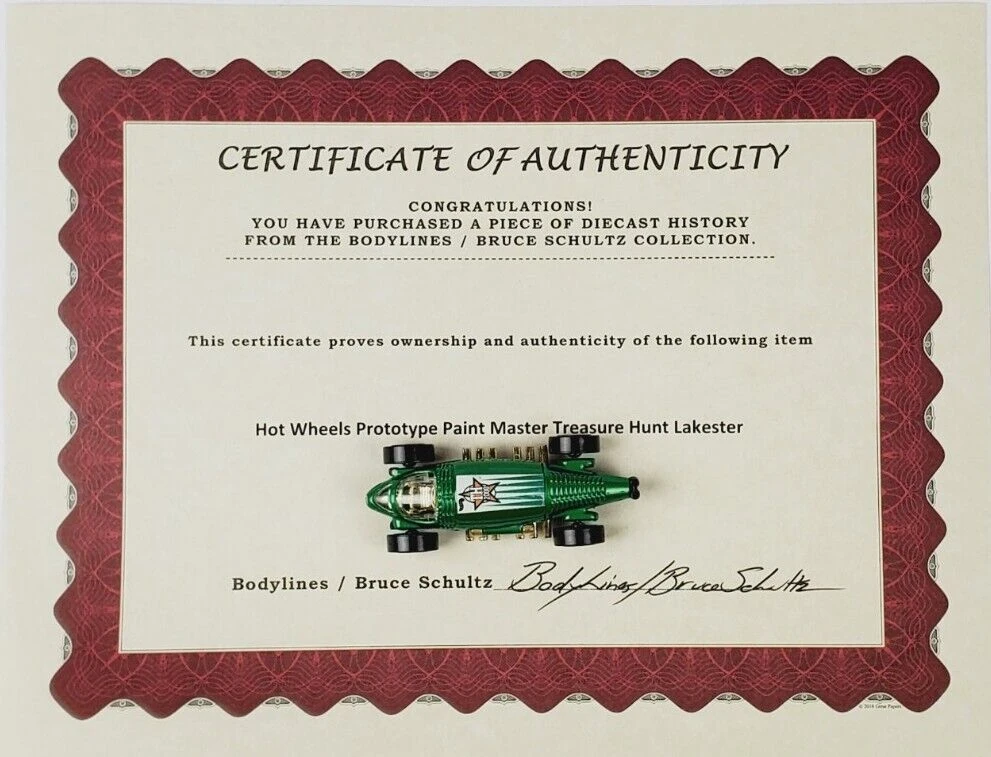 CERTIFICATE OF AUTHENTICITY
CONGRATULATIONS!
YOU HAVE PURCHASED A PIECE OF DIECAST HISTORY
FROM THE BODYLINES / BRUCE SCHULTZ COLLECTION.
This certificate proves ownership and authenticity of the following item
Hot Wheels Prototype Paint Master Treasure Hunt Lakester
Bodylines / Bruce Schultz BodyLines/Bruce Schultz
© 2018 Geographics